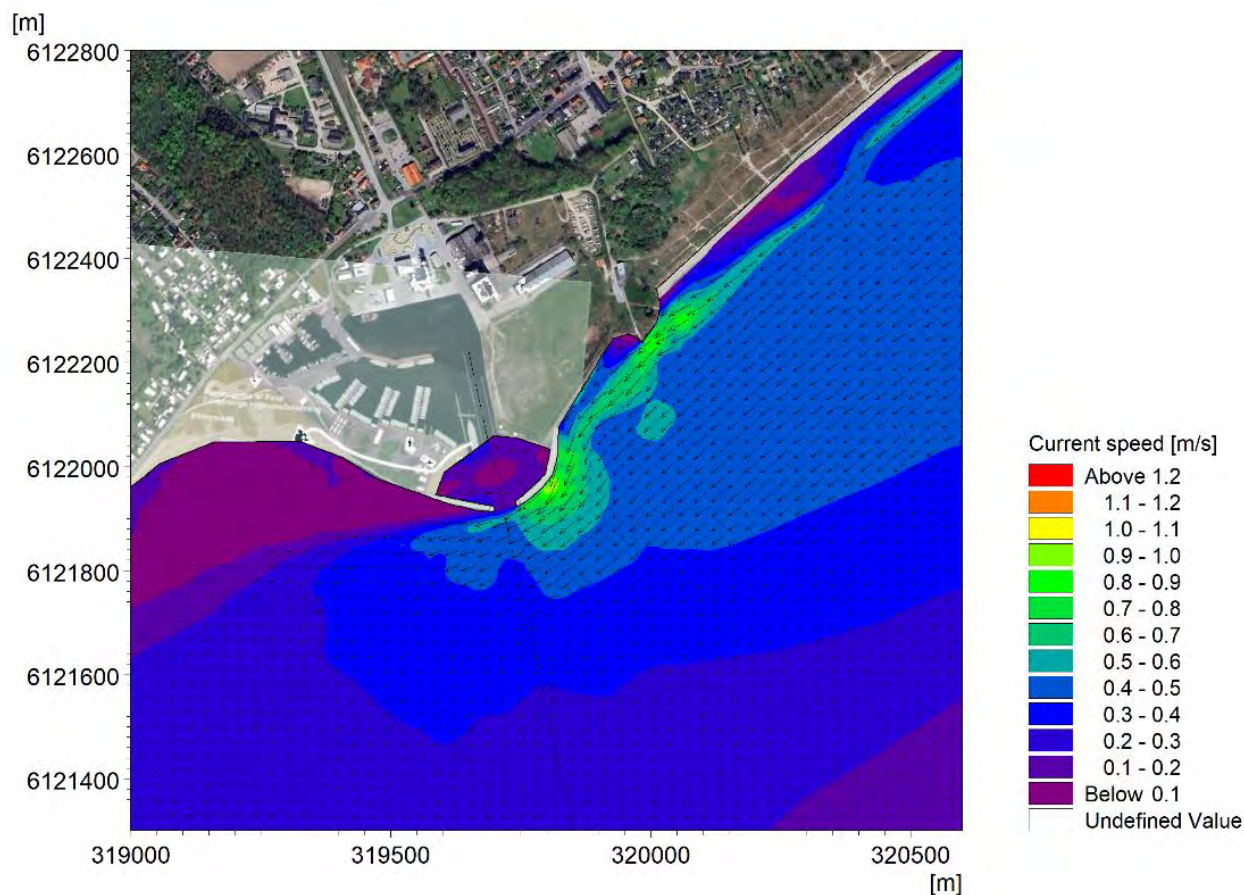 [m]
6122800
6122600
6122400
6122200
6122000
6121800
6121600
6121400
319000
319500
320000
320500
[m]
Current speed [m/s]
Above 1.2
1.1 - 1.2
1.0 - 1.1
0.9 - 1.0
0.8 - 0.9
0.7 - 0.8
0.6 - 0.7
0.5 - 0.6
0.4 - 0.5
0.3 - 0.4
0.2 - 0.3
0.1 - 0.2
Below 0.1
Undefined Value